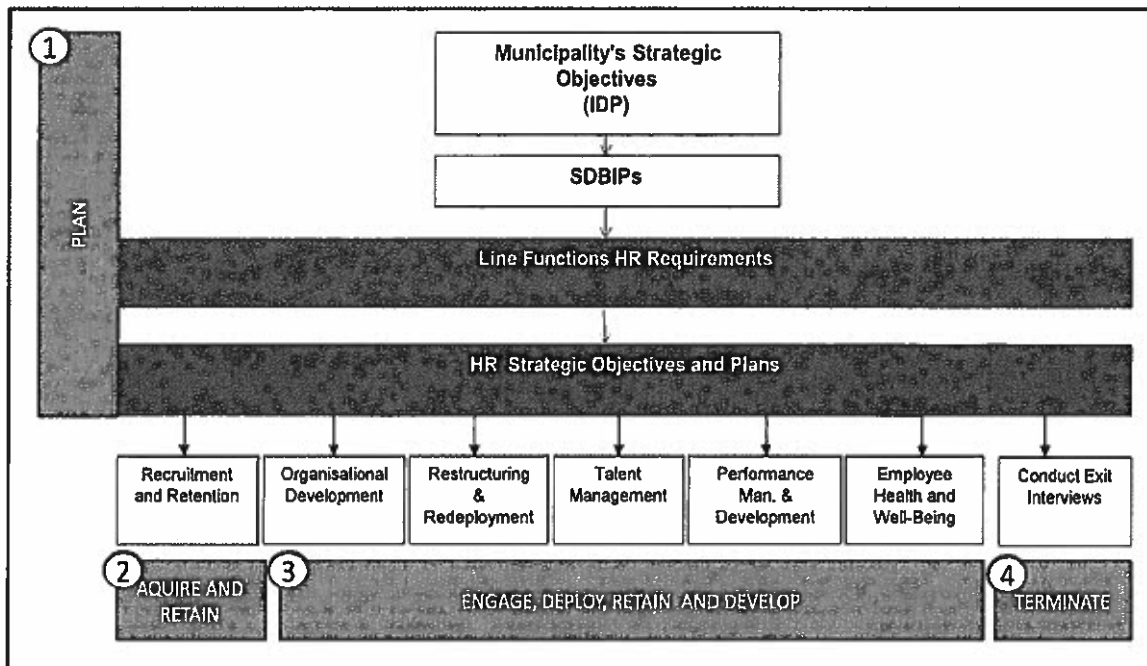 1
Municipality's Strategic
Objectives
(IDP)
SDBIPs
PLAN
Line Functions HR Requirements
HR Strategic Objectives and Plans
Recruitment
and Retention
Organisational
Development
Restructuring
&
Redeployment
Talent
Management
Performance
Man. &
Development
Employee
Health and
Well-Being
Conduct Exit
Interviews
2
AQUIRE AND
RETAIN
3
ENGAGE, DEPLOY, RETAIN AND DEVELOP
4
TERMINATE